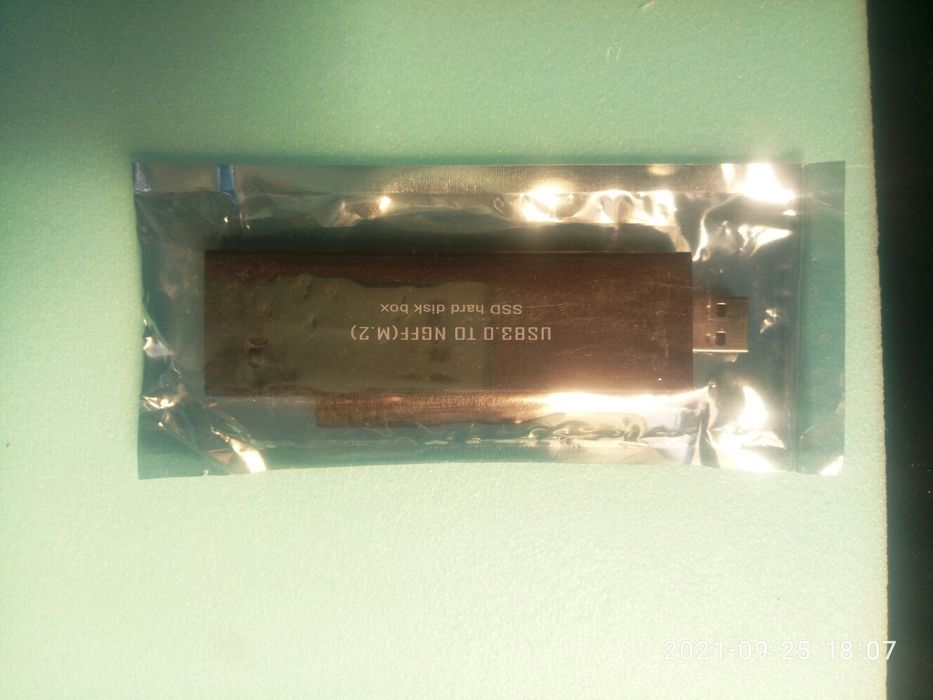 USB3.0 TO NGFF(M.2)
SSD hard disk box
2021-09-25 18:07